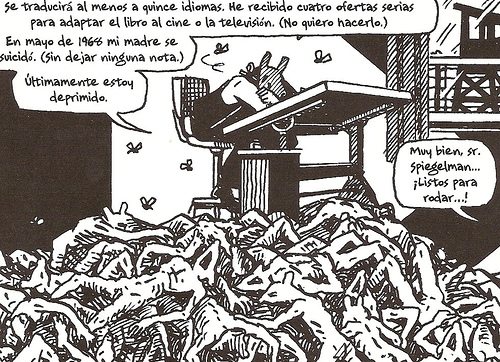 Se traducirá al menos a quince idiomas. He recibido cuatro ofertas serias
para adaptar el libro al cine o la televisión. (No quiero hacerlo.)
En mayo de 1968 mi madre se
suicidó. (Sin dejar ninguna nota.)
Últimamente estoy
deprimido.
Muy bien, sr.
Spiegelman...
¡Listos para
rodar...!